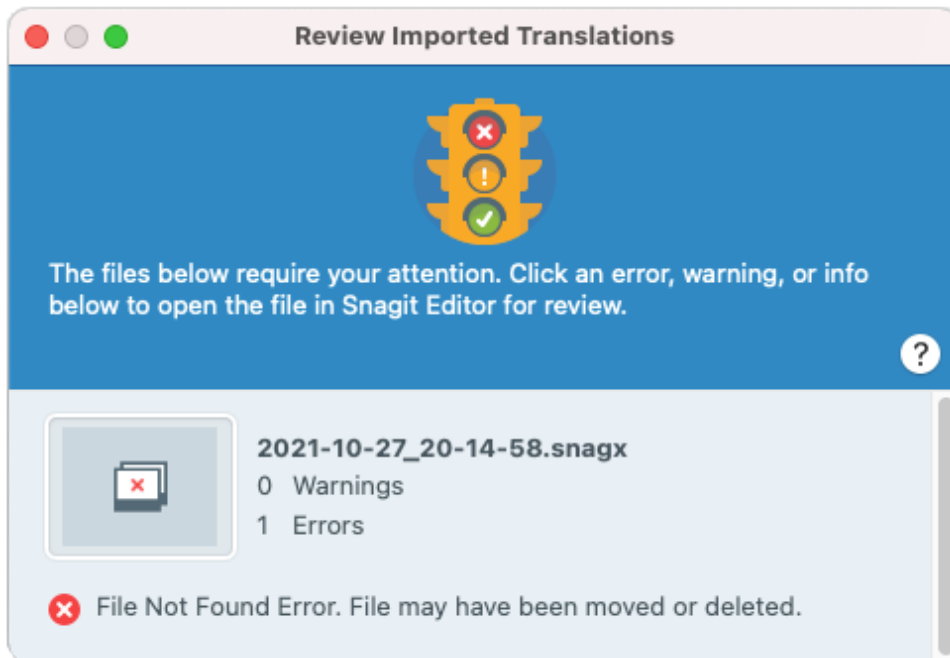 Review Imported Translations
The files below require your attention. Click an error, warning, or info
below to open the file in Snagit Editor for review.
?
2021-10-27_20-14-58.snagx
0 Warnings
1 Errors
File Not Found Error. File may have been moved or deleted.